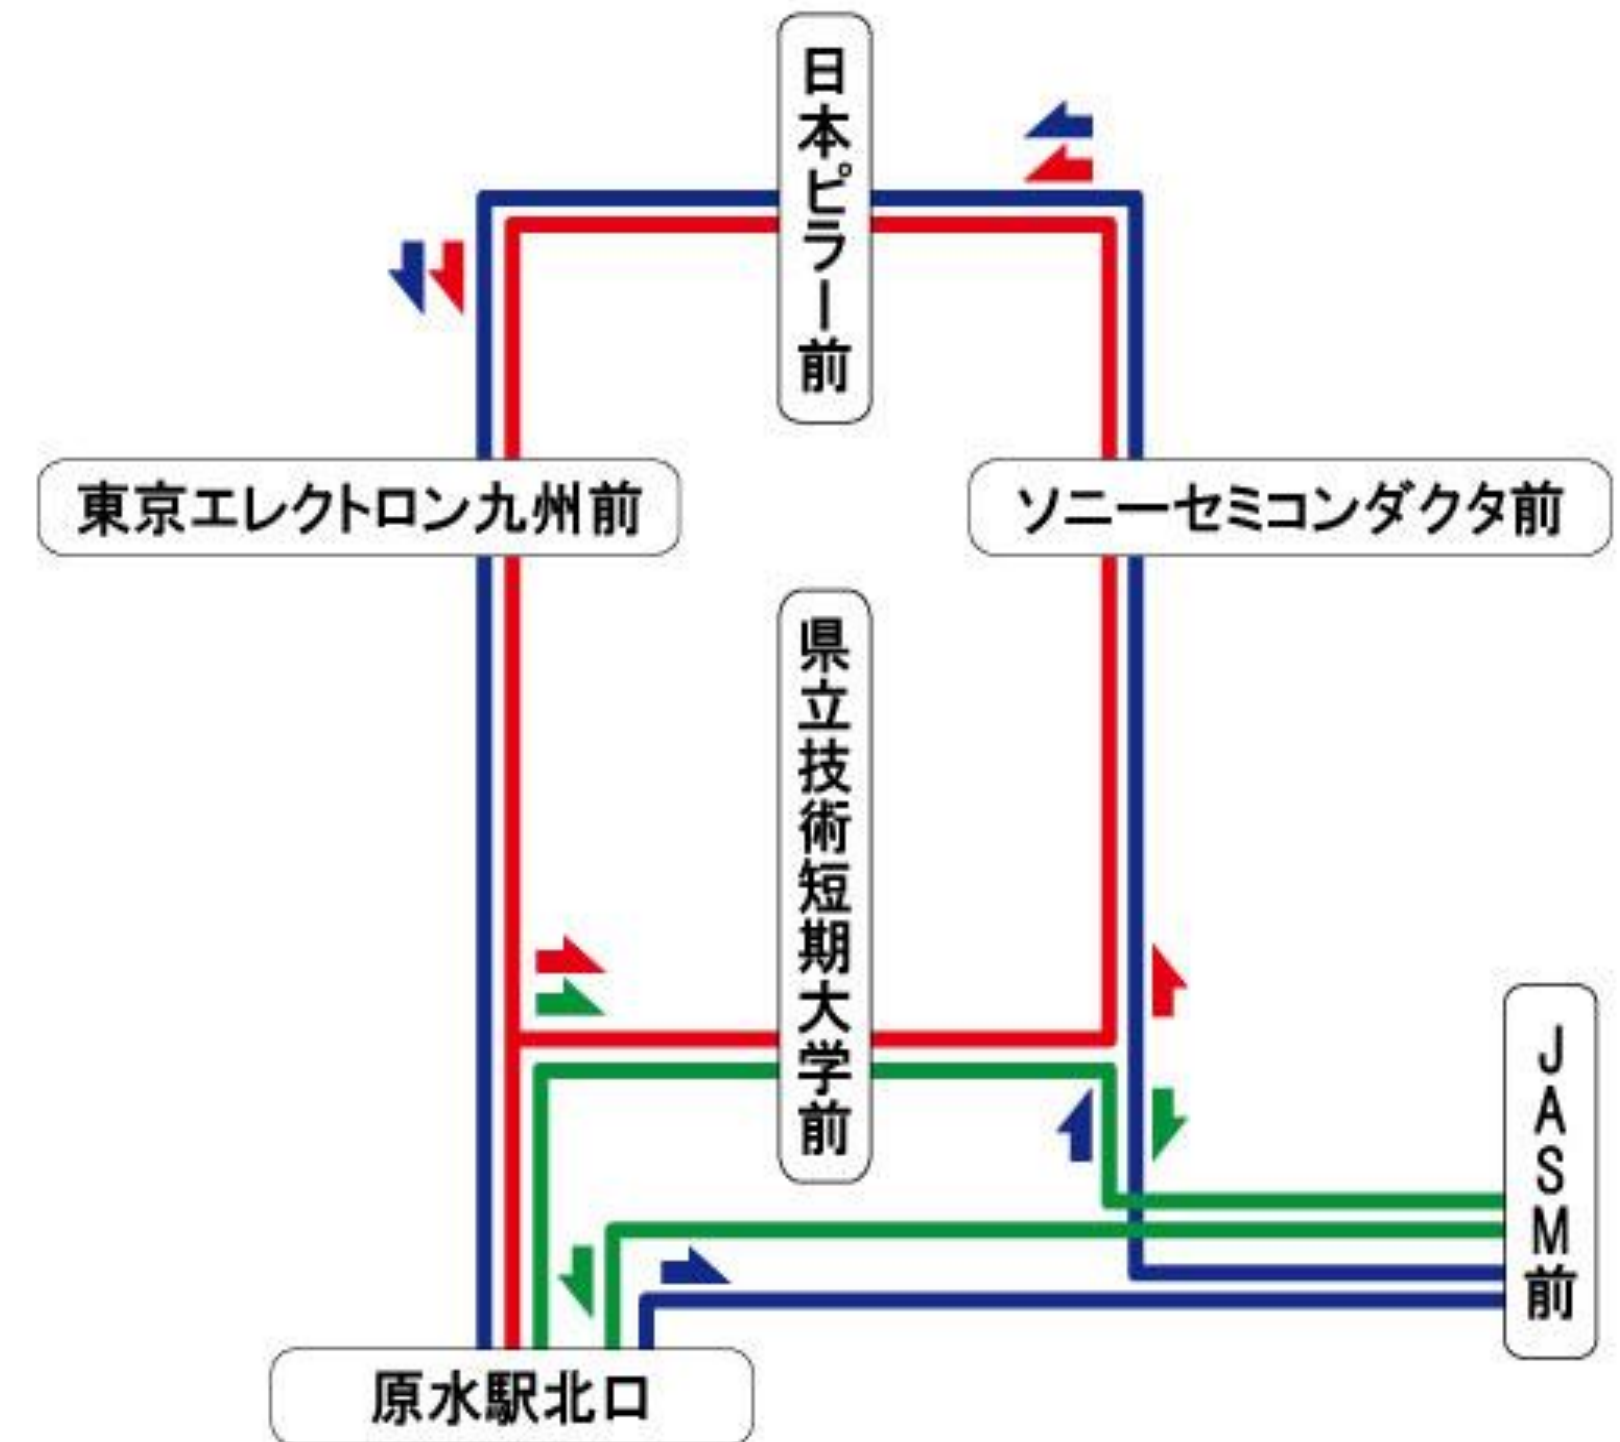 日本ピラー前
東京エレクトロン九州前
ソニーセミコンダクタ前
県立技術短期大学前
JASM前
原水駅北口